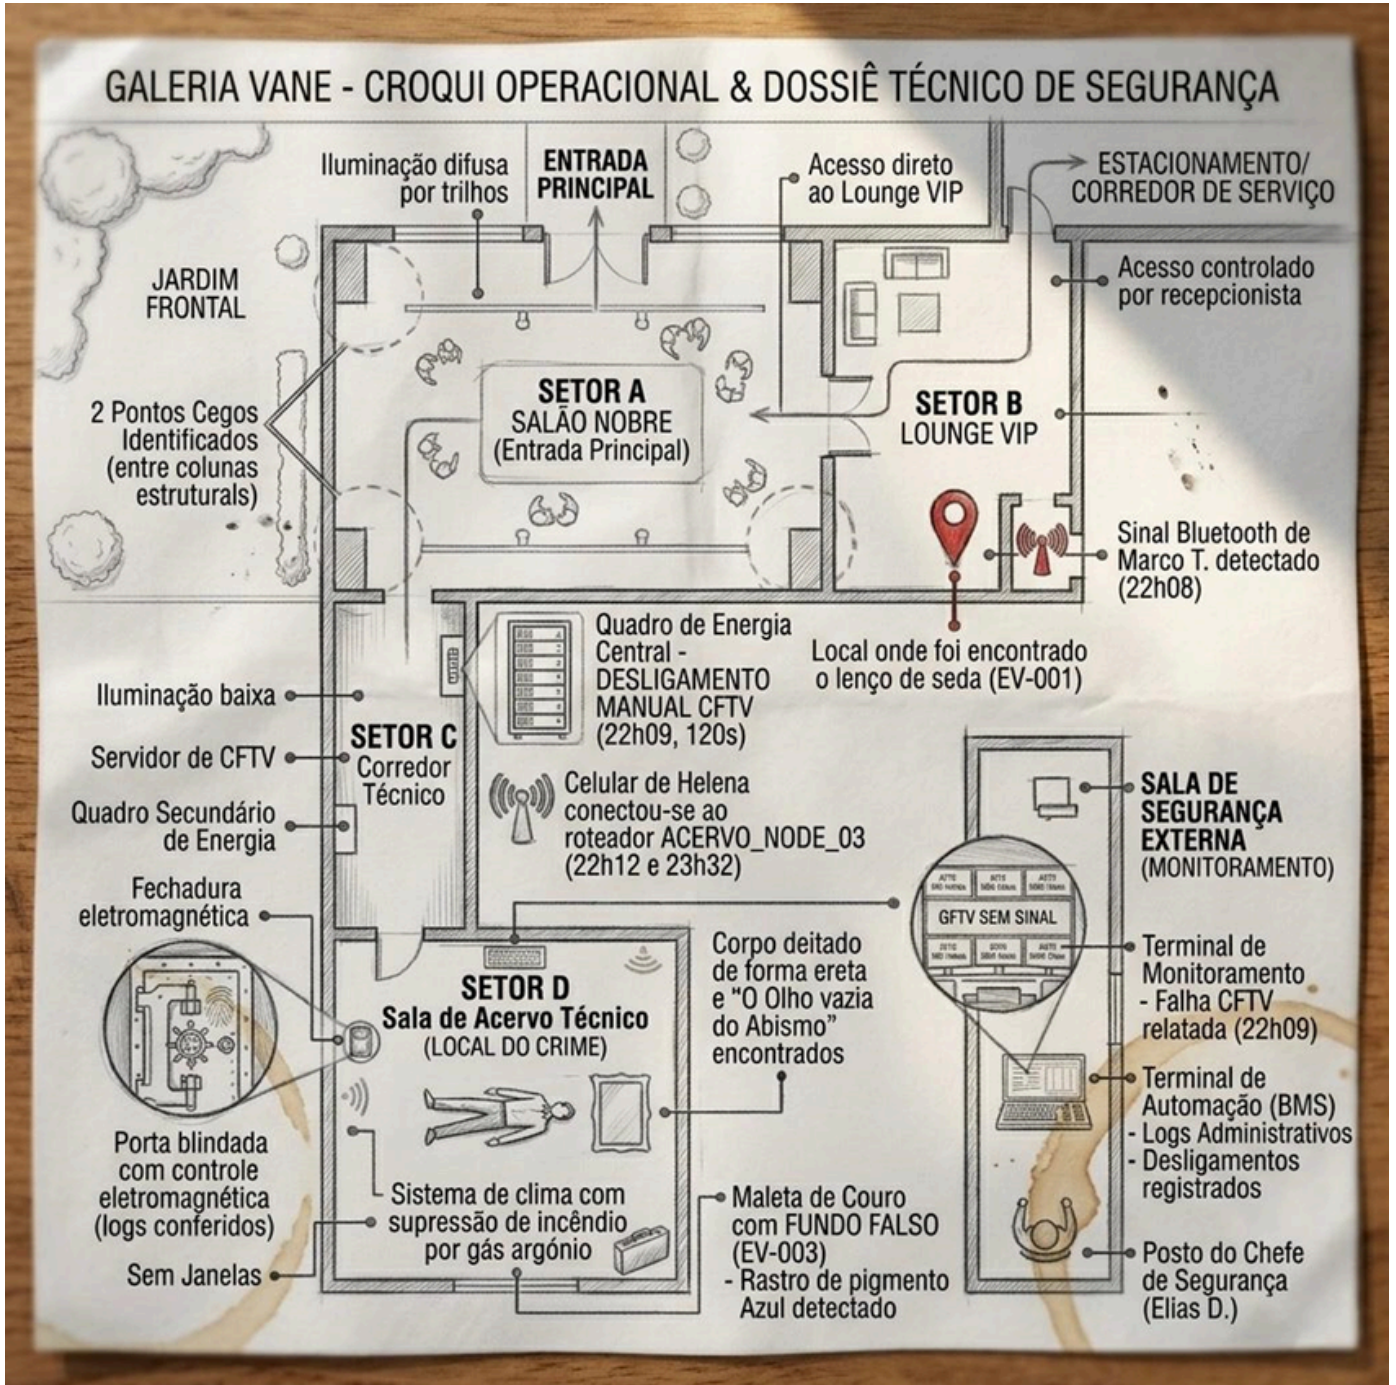 GALERIA VANE - CROQUI OPERACIONAL & DOSSIÊ TÉCNICO DE SEGURANÇA
Iluminação difusa
por trilhos
ENTRADA
PRINCIPAL
Acesso direto
ao Lounge VIP
ESTACIONAMENTO/
CORREDOR DE SERVIÇO
JARDIM
FRONTAL
Acesso controlado
por recepcionista
2 Pontos Cegos
Identificados
(entre colunas
estruturals)
SETOR A
SALÃO NOBRE
(Entrada Principal)
SETOR B
LOUNGE VIP
Sinal Bluetooth de
Marco T. detectado
(22h08)
Local onde foi encontrado
o lenço de seda (EV-001)
Quadro de Energia
Central -
DESLIGAMENTO
MANUAL CFTV
(22h09, 120s)
Iluminação baixa
Servidor de CFTV
Quadro Secundário
de Energia
SETOR C
Corredor
Técnico
Celular de Helena
conectou-se ao
roteador ACERVO_NODE_03
(22h12 e 23h32)
SALA DE
SEGURANÇA
EXTERNA
(MONITORAMENTO)
Fechadura
eletromagnética
GFTV SEM SINAL
Terminal de
Monitoramento
- Falha CFTV
relatada (22h09)
SETOR D
Sala de Acervo Técnico
(LOCAL DO CRIME)
Corpo deitado
de forma ereta
e "O Olho vazia
do Abismo"
encontrados
Terminal de
Automação (BMS)
- Logs Administrativos
- Desligamentos
registrados
Porta blindada
com controle
eletromagnética
(logs conferidos)
Sistema de clima com
supressão de incêndio
por gás argónio
Sem Janelas
Maleta de Couro
com FUNDO FALSO
(EV-003)
- Rastro de pigmento
Azul detectado
Posto do Chefe
de Segurança
(Elias D.)